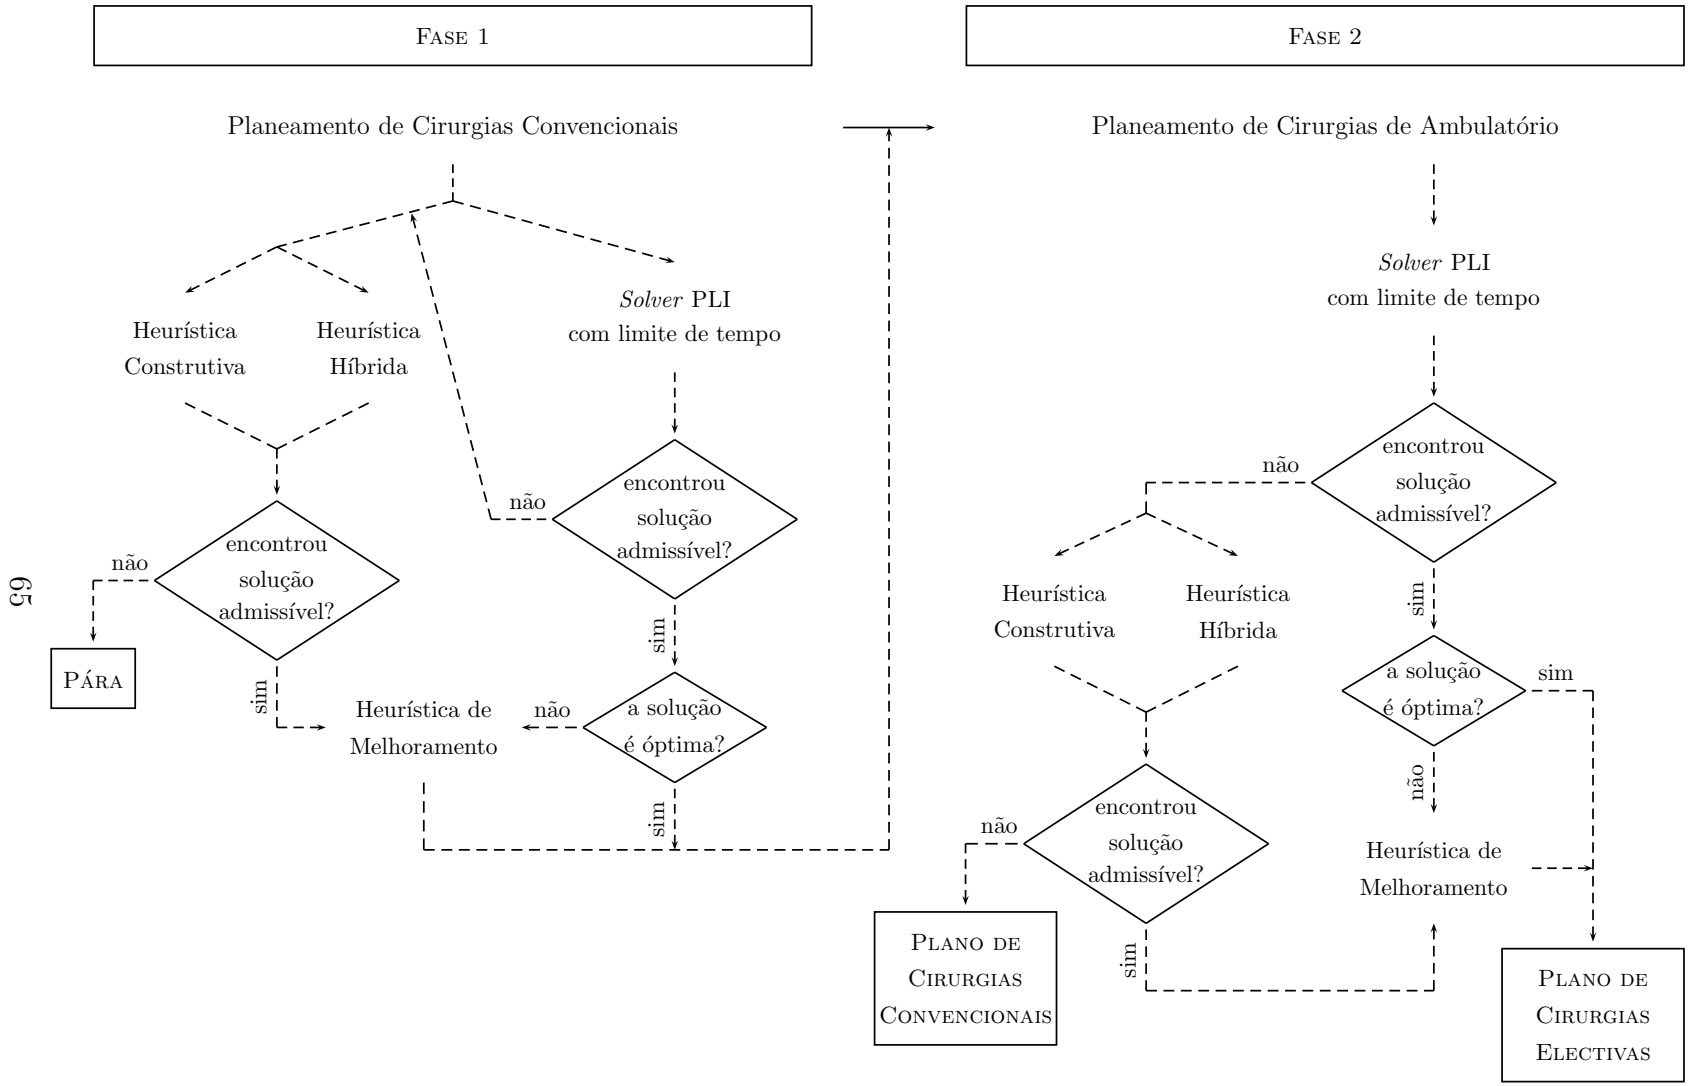 FASE 1
Planeamento de Cirurgias Convencionais
Heurística
Construtiva
Heurística
Híbrida
Solver PLI
com limite de tempo
encontrou
solução
admissível?
não
encontrou
solução
admissível?
não
PÁRA
sim
sim
Heurística de
Melhoramento
não
a solução
é óptima?
sim
FASE 2
Planeamento de Cirurgias de Ambulatório
Solver PLI
com limite de tempo
encontrou
solução
admissível?
não
Heurística
Construtiva
Heurística
Híbrida
sim
a solução
é óptima?
sim
não
encontrou
solução
admissível?
não
sim
Heurística de
Melhoramento
PLANO DE
CIRURGIAS
CONVENCIONAIS
PLANO DE
CIRURGIAS
ELECTIVAS
65